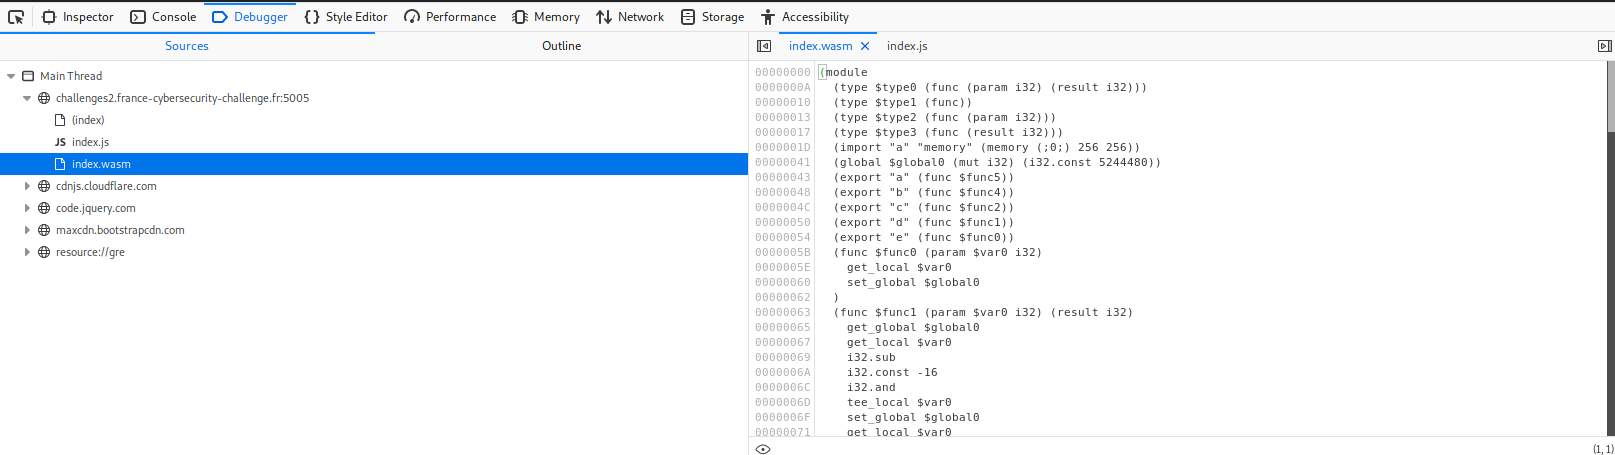 Inspector Console Debugger Style Editor Performance Memory Network Storage Accessibility
Sources Outline
Main Thread
challenges2.france-cybersecurity-challenge.fr:5005
(index)
JS index.js
index.wasm
cdnjs.cloudflare.com
code.jquery.com
maxcdn.bootstrapcdn.com
resource://gre
index.wasm index.js
00000000 (module
0000000A (type $type0 (func (param i32) (result i32)))
00000010 (type $type1 (func))
00000013 (type $type2 (func (param i32)))
00000017 (type $type3 (func (result i32)))
0000001D (import "a" "memory" (memory (;0;) 256 256))
00000041 (global $global0 (mut i32) (i32.const 5244480))
00000043 (export "a" (func $func5))
00000048 (export "b" (func $func4))
0000004C (export "c" (func $func2))
00000050 (export "d" (func $func1))
00000054 (export "e" (func $func0))
0000005B (func $func0 (param $var0 i32)
0000005E get_local $var0
00000060 set_global $global0
00000062 )
00000063 (func $func1 (param $var0 i32) (result i32)
00000065 get_global $global0
00000067 get_local $var0
00000069 i32.sub
0000006A i32.const -16
0000006C i32.and
0000006D tee_local $var0
0000006F set_global $global0
00000071 get_local $var0
(1, 1)